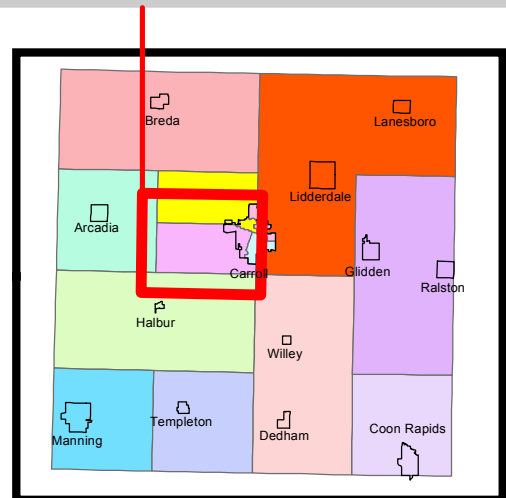 Breda
Lanesboro
Lidderdale
Arcadia
Carroll
Glidden
Ralston
Halbur
Willey
Templeton
Dedham
Coon Rapids
Manning